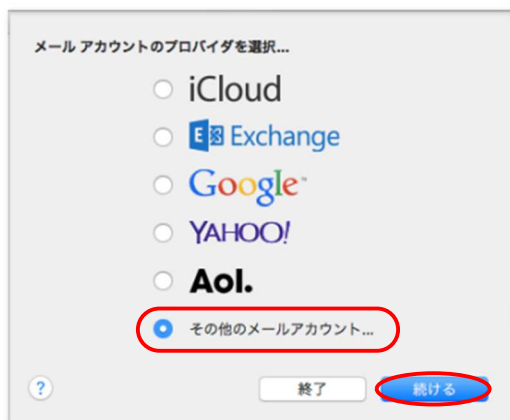 メール アカウントのプロバイダを選択...
iCloud
E Exchange
Google™
YAHOO!
Aol.
その他のメールアカウント...
?
終了
続ける